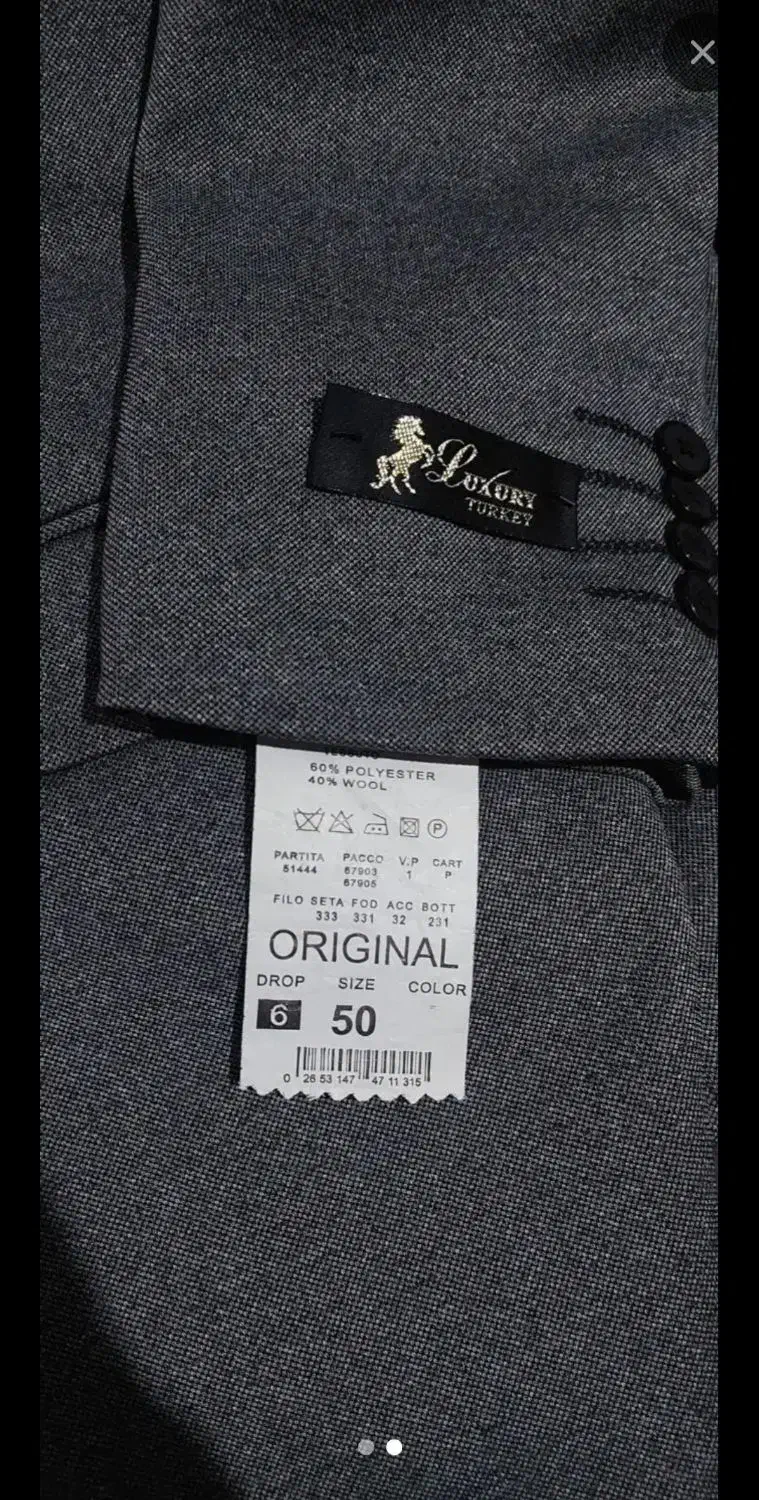 Luxury
TURKEY
60% POLYESTER
40% WOOL
P
PARTITA PACCO V.P CART
51444 67903 1 P
67905
FILO SETA FOD ACC BOTT
333 331 32 231
ORIGINAL
DROP SIZE COLOR
6 50
0 26 53 147 47 11 315